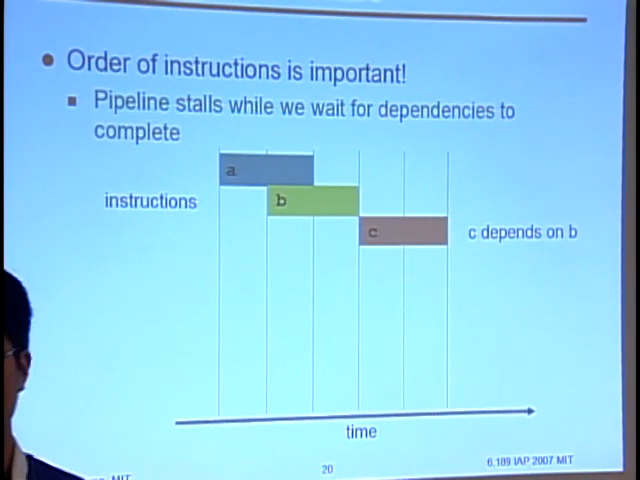 Order of instructions is important!
Pipeline stalls while we wait for dependencies to
complete
a
instructions
b
c
c depends on b
time
MIT
20
6.189 IAP 2007 MIT